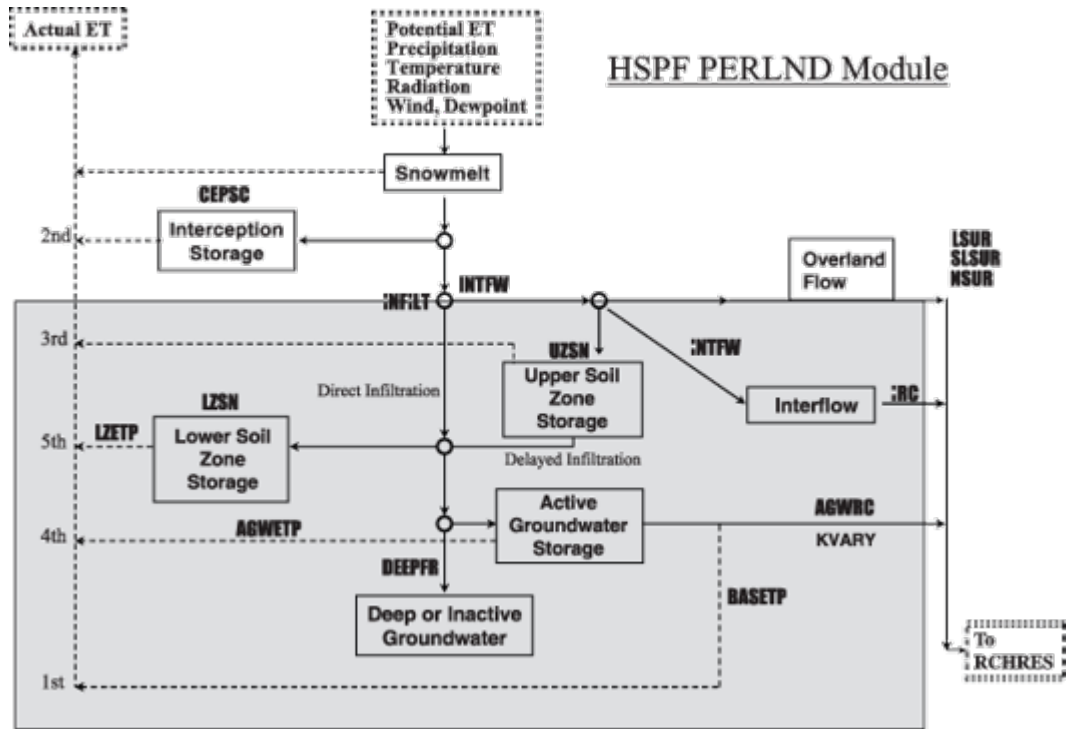 Actual ET
Potential ET
Precipitation
Temperature
Radiation
Wind, Dewpoint
HSPF PERLND Module
Snowmelt
CEPSC
2nd
Interception
Storage
Overland
Flow
LSUR
SLSUR
NSUR
INTFW
INFILT
3rd
UZSN
INTFW
Upper Soil
Zone
Storage
Direct Infiltration
Interflow
IRC
LZSN
5th
LZETP
Lower Soil
Zone
Storage
Delayed Infiltration
Active
Groundwater
Storage
AGWRC
KVARY
4th
AGWETP
DEEPFR
BASETP
Deep or Inactive
Groundwater
To
RCHRES
1st